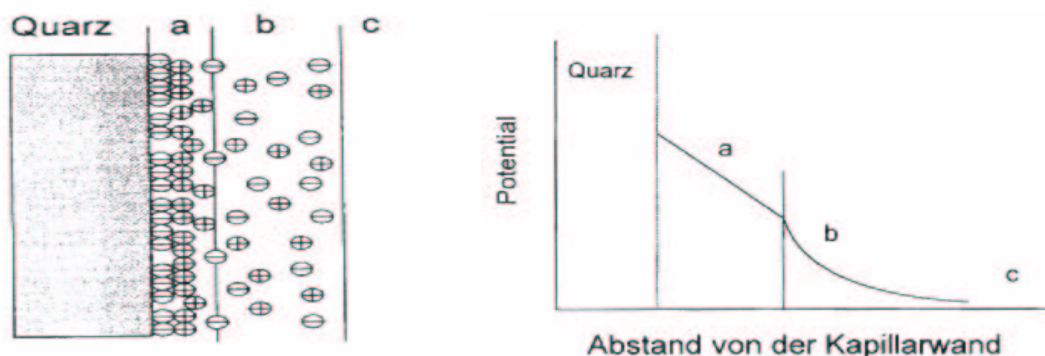 Quarz a b c
Quarz
Potential
a
b
c
Abstand von der Kapillarwand